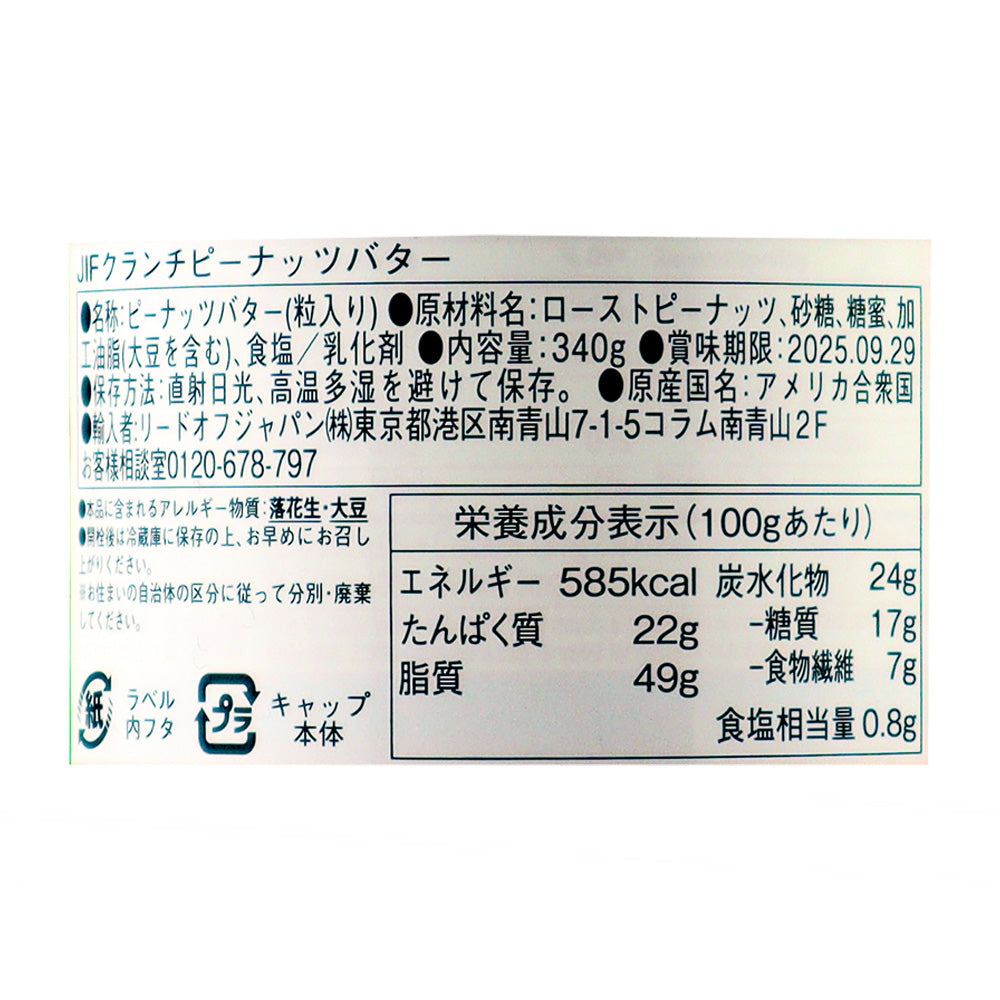 JIFクランチピーナッツバター
●名称:ピーナッツバター(粒入り) ●原材料名:ローストピーナッツ、砂糖、糖蜜、加
工油脂(大豆を含む)、食塩/乳化剤 ●内容量:340g ●賞味期限:2025.09.29
●保存方法:直射日光、高温多湿を避けて保存。 ●原産国名:アメリカ合衆国
●輸入者:リードオフジャパン(株)東京都港区南青山7-1-5コラム南青山2F
お客様相談室0120-678-797
●本品に含まれるアレルギー物質:落花生・大豆
●開栓後は冷蔵庫に保存の上、お早めにお召し
上がりください。
※お住まいの自治体の区分に従って分別・廃棄
してください。
紙 ラベル
内フタ
プラ キャップ
本体
栄養成分表示(100gあたり)
エネルギー 585kcal 炭水化物 24g
たんぱく質 22g -糖質 17g
脂質 49g -食物繊維 7g
食塩相当量 0.8g